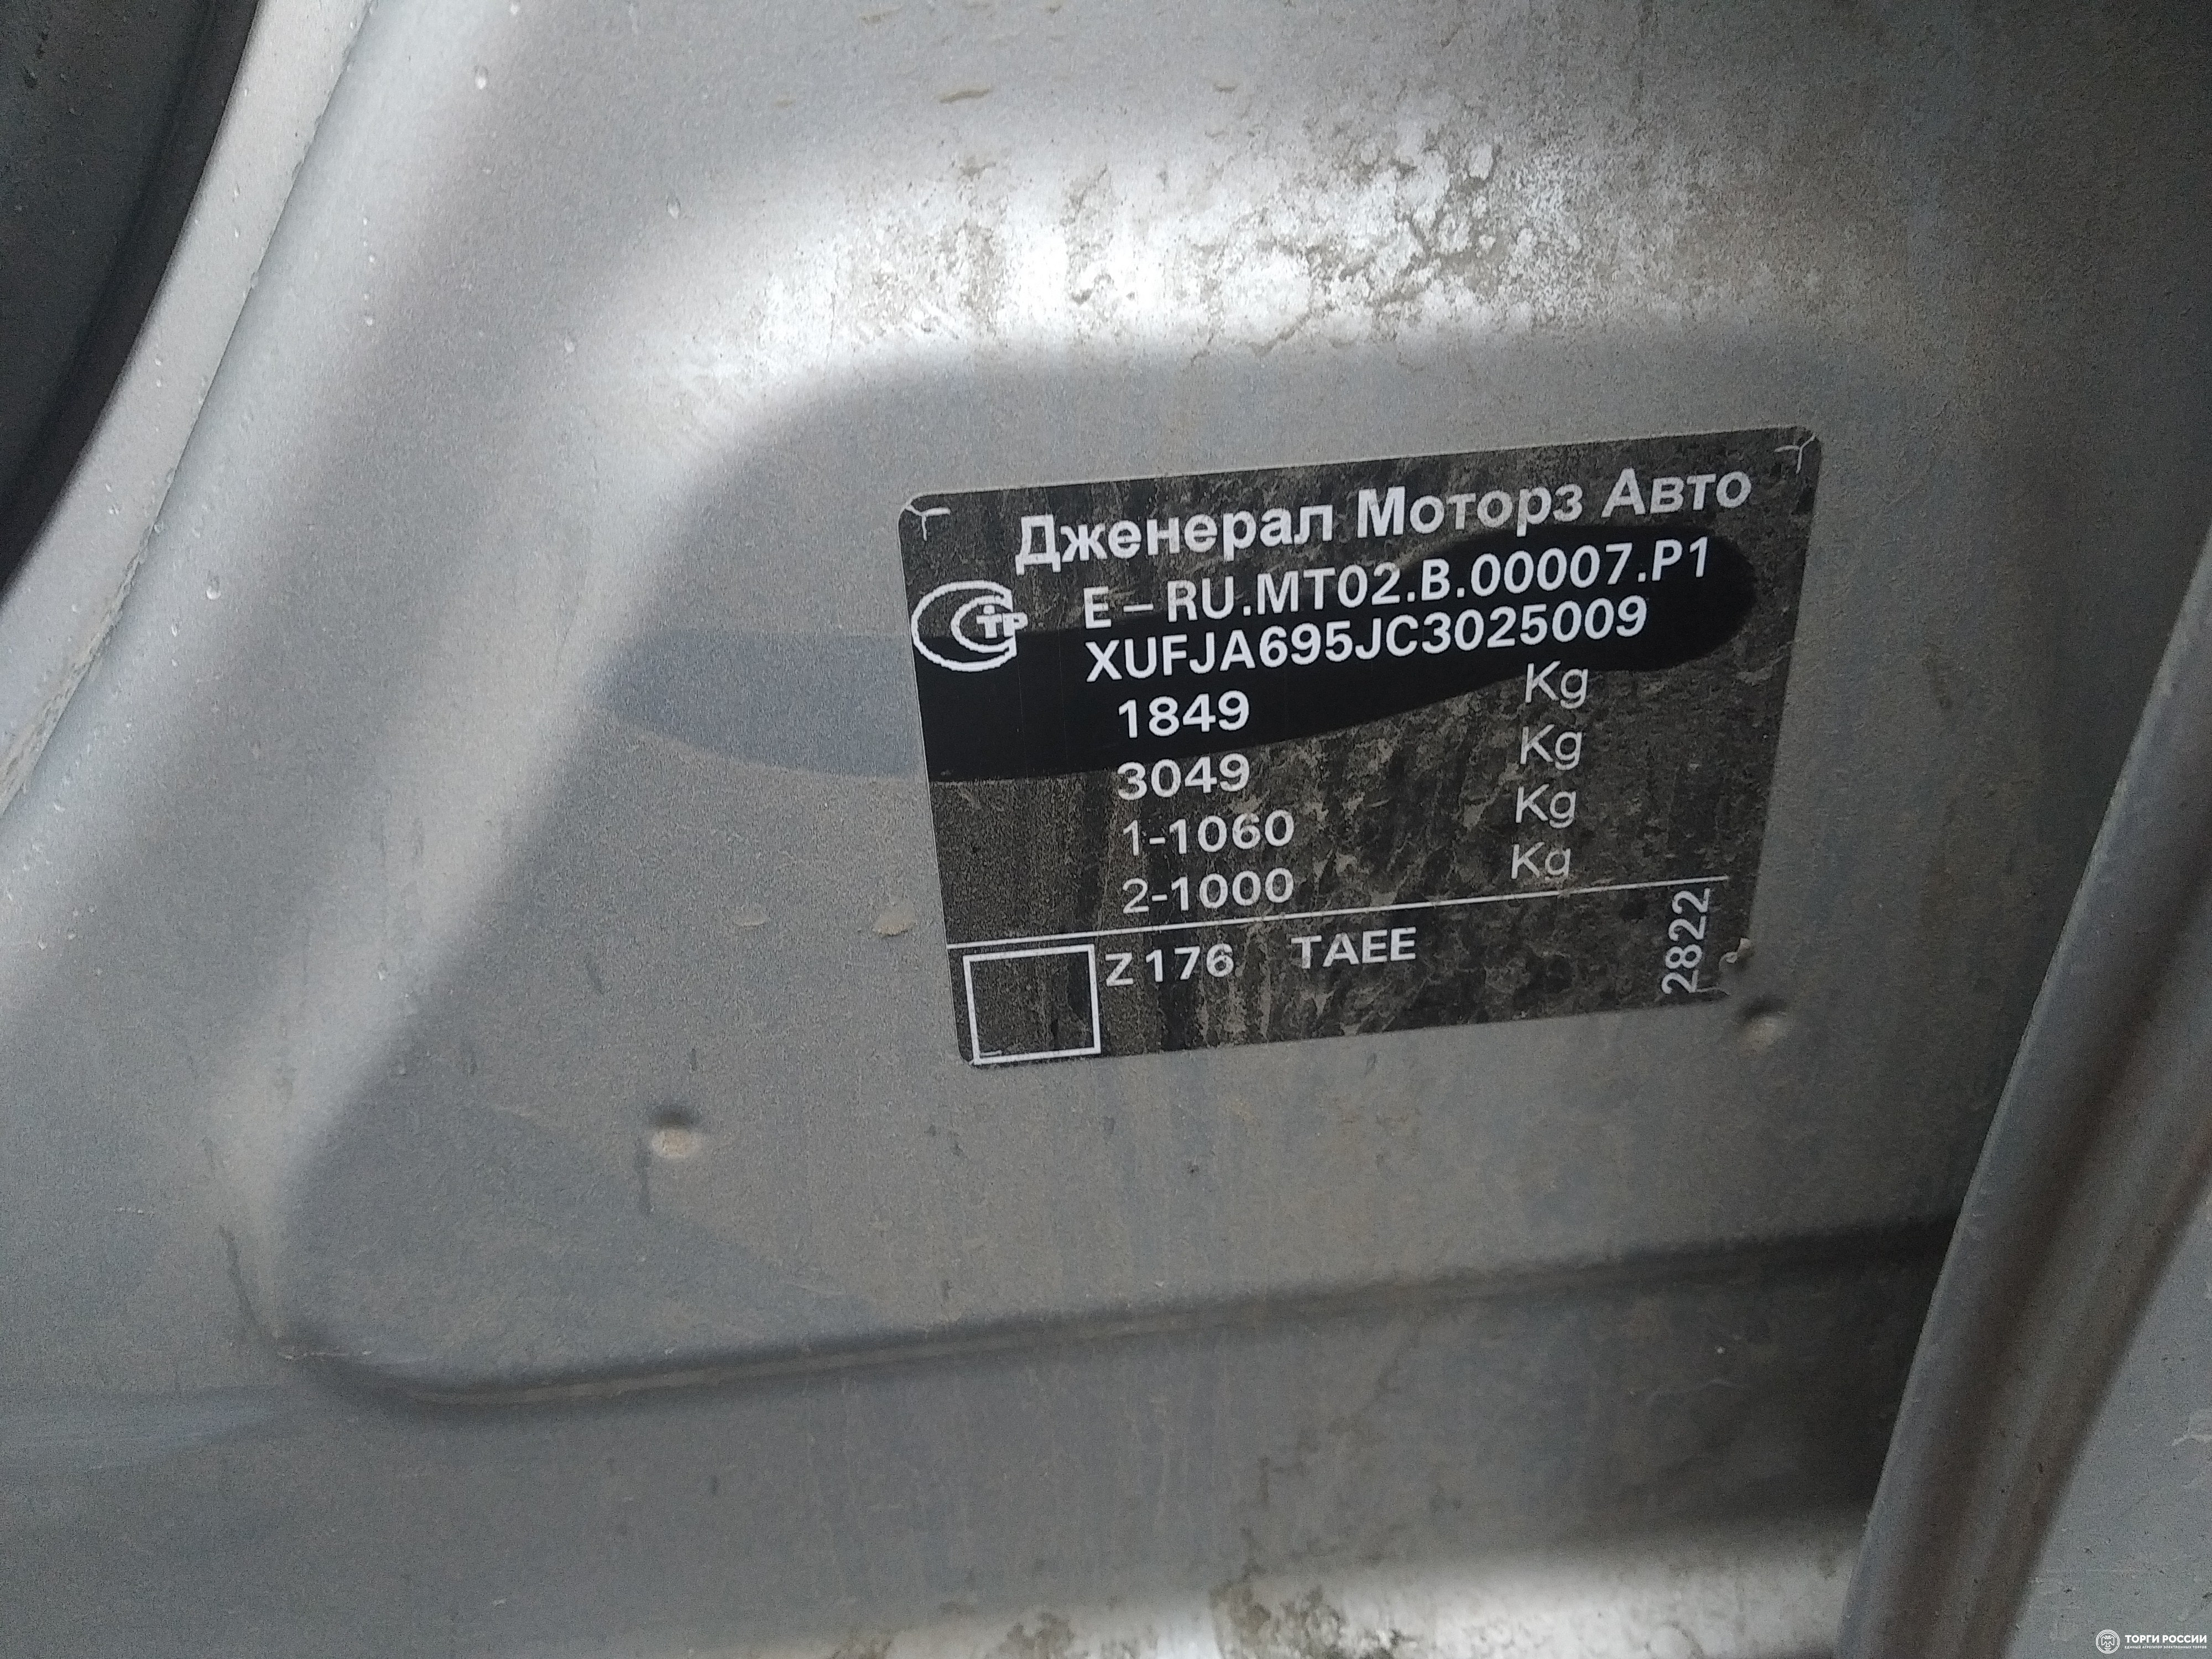 Дженерал Моторз Авто
E – RU.MT02.B.00007.P1
XUFJA695JC3025009
1849 Kg
3049 Kg
1-1060 Kg
2-1000 Kg
Z176 TAEE
2822
ТОРГИ РОССИИ